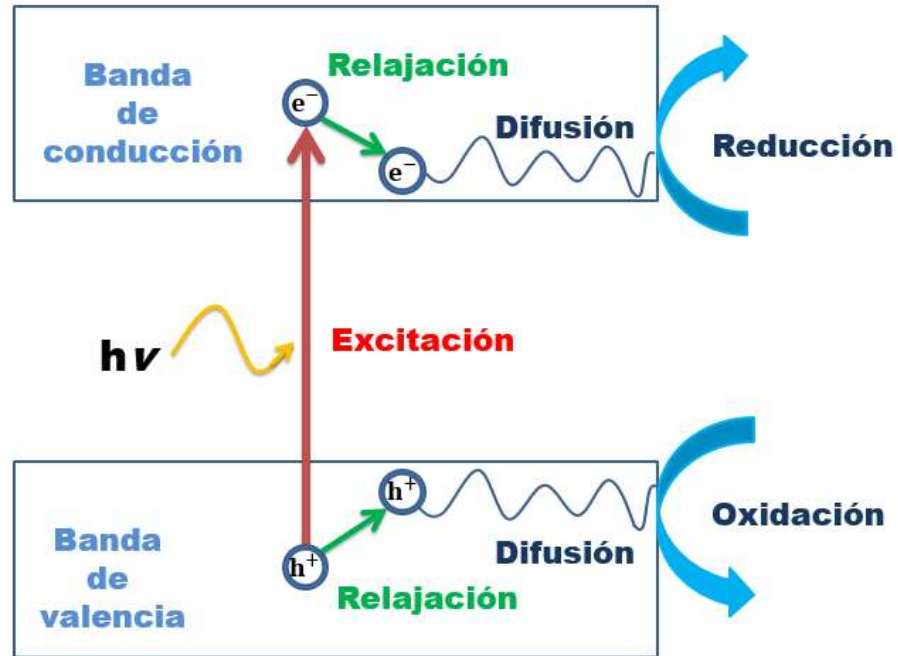 Banda
de
conducción
Relajación
e⁻
e⁻
Difusión
Reducción
hν
Excitación
Banda
de
valencia
h⁺
h⁺
Relajación
Difusión
Oxidación